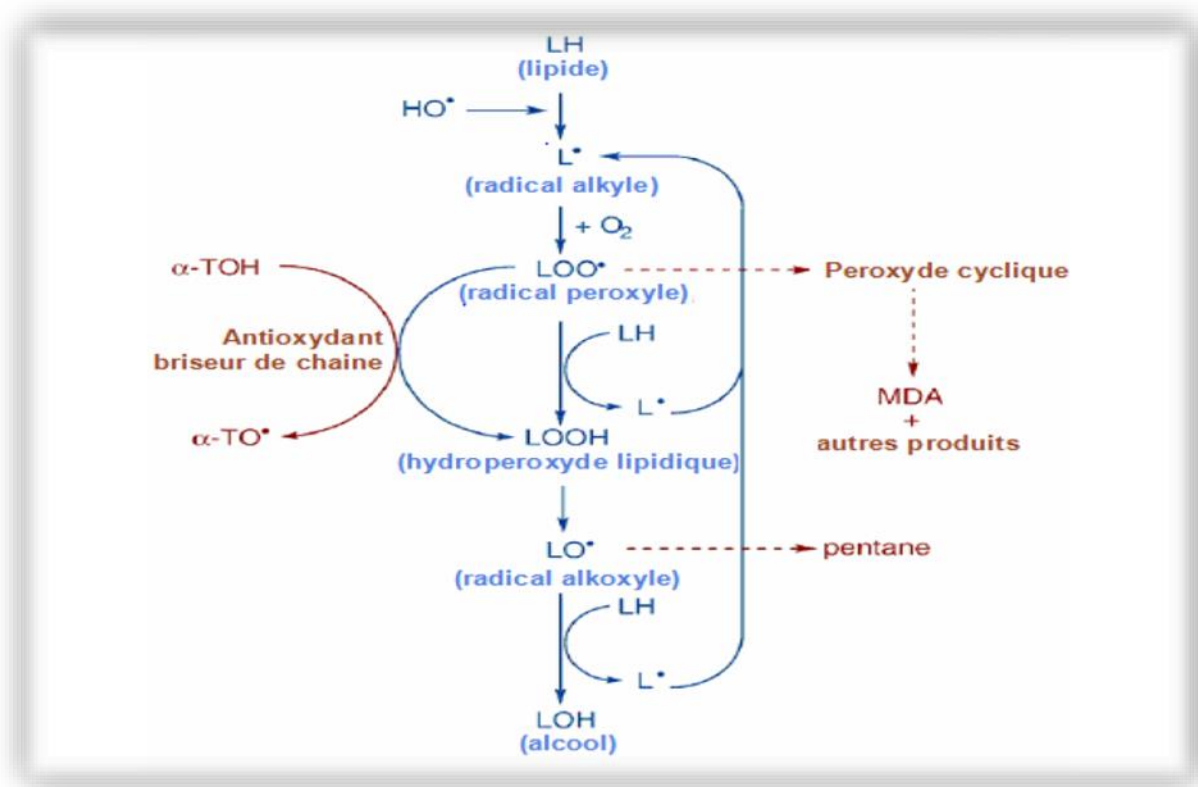 LH
(lipide)
HO•
L•
(radical alkyle)
+ O₂
α-TOH
LOO•
Peroxyde cyclique
(radical peroxyle)
Antioxydant
briseur de chaine
LH
L•
MDA
+
autres produits
α-TO•
LOOH
(hydroperoxyde lipidique)
LO•
pentane
(radical alkoxyle)
LH
L•
LOH
(alcool)